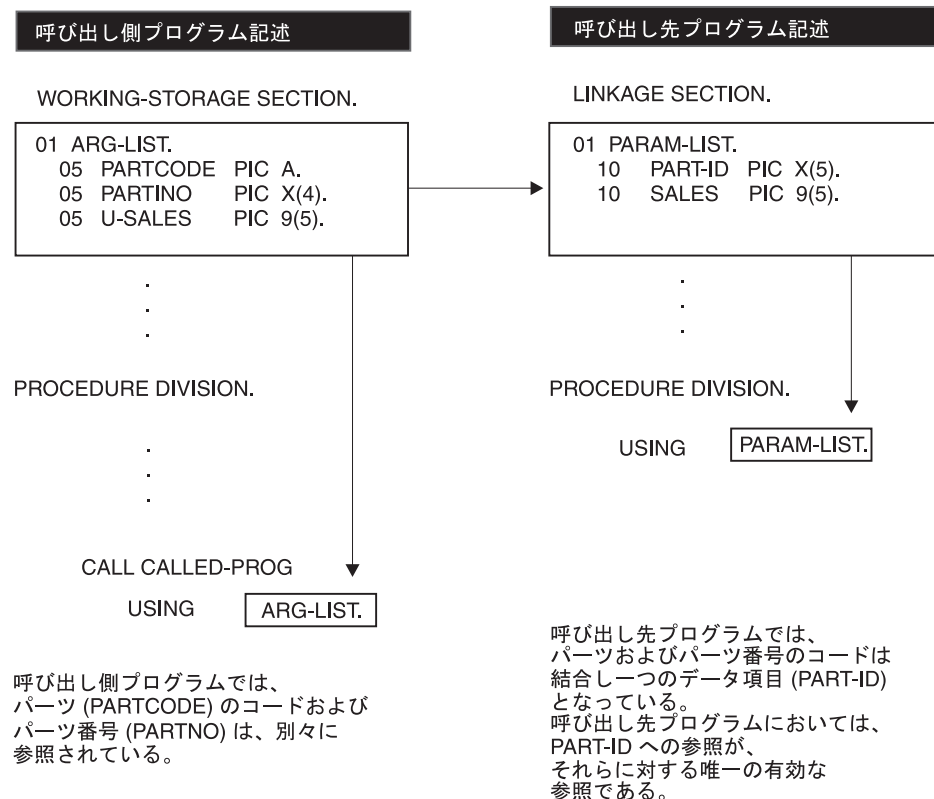 呼び出し側プログラム記述
WORKING-STORAGE SECTION.
01 ARG-LIST.
05 PARTCODE PIC A.
05 PARTINO PIC X(4).
05 U-SALES PIC 9(5).
.
.
.
PROCEDURE DIVISION.
.
.
.
CALL CALLED-PROG
USING ARG-LIST.
呼び出し側プログラムでは、
パーツ (PARTCODE) のコードおよび
パーツ番号 (PARTNO) は、別々に
参照されている。
呼び出し先プログラム記述
LINKAGE SECTION.
01 PARAM-LIST.
10 PART-ID PIC X(5).
10 SALES PIC 9(5).
.
.
.
PROCEDURE DIVISION.
USING PARAM-LIST.
呼び出し先プログラムでは、
パーツおよびパーツ番号のコードは
結合し一つのデータ項目 (PART-ID)
となっている。
呼び出し先プログラムにおいては、
PART-ID への参照が、
それらに対する唯一の有効な
参照である。